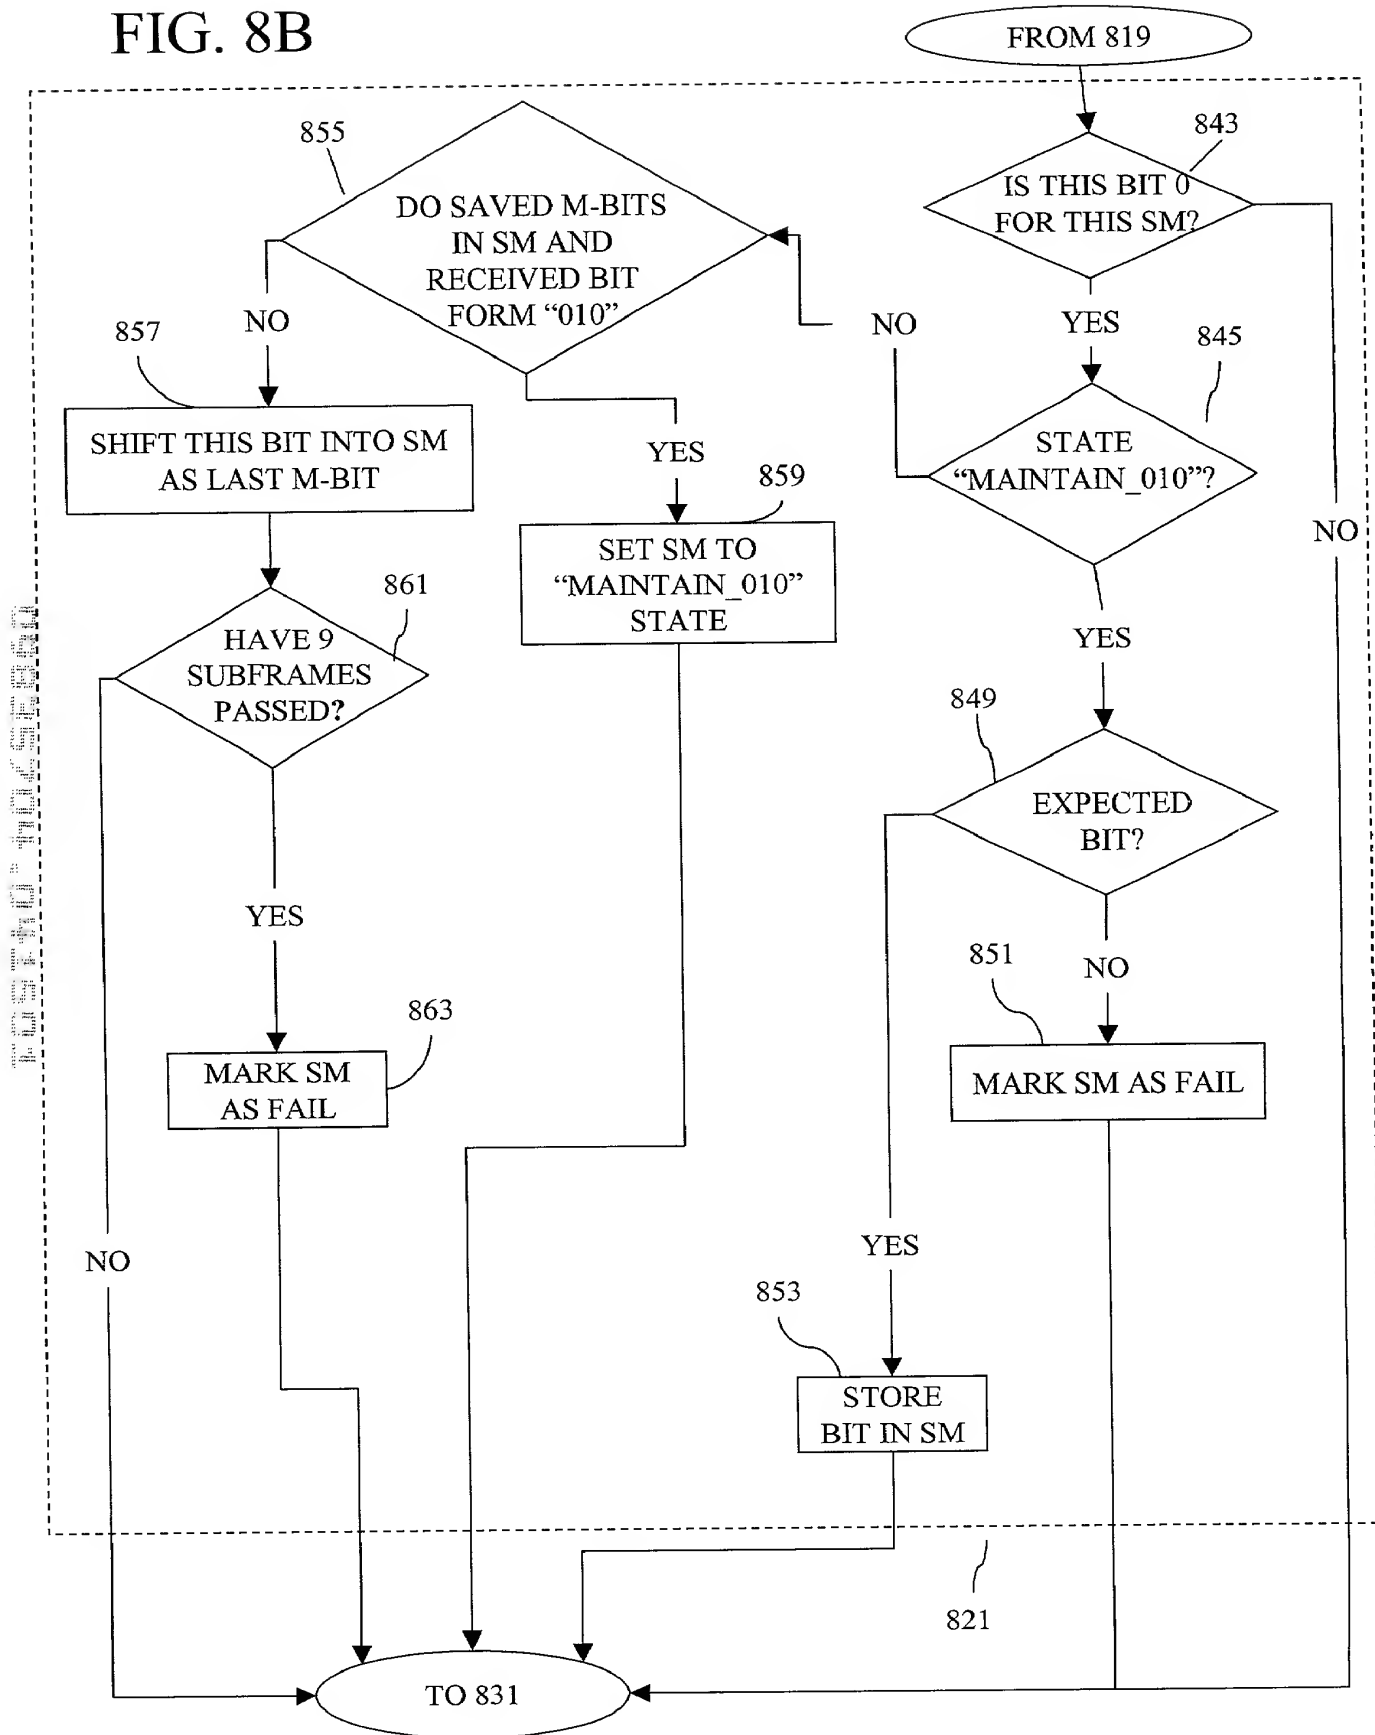 FIG. 8B
FROM 819
843
IS THIS BIT 0
FOR THIS SM?
855
DO SAVED M-BITS
IN SM AND
RECEIVED BIT
FORM “010”
NO
857
SHIFT THIS BIT INTO SM
AS LAST M-BIT
YES
859
SET SM TO
“MAINTAIN_010”
STATE
NO
YES
845
STATE
“MAINTAIN_010”?
NO
861
HAVE 9
SUBFRAMES
PASSED?
YES
849
EXPECTED
BIT?
YES
863
MARK SM
AS FAIL
851
NO
MARK SM AS FAIL
NO
YES
853
STORE
BIT IN SM
821
TO 831